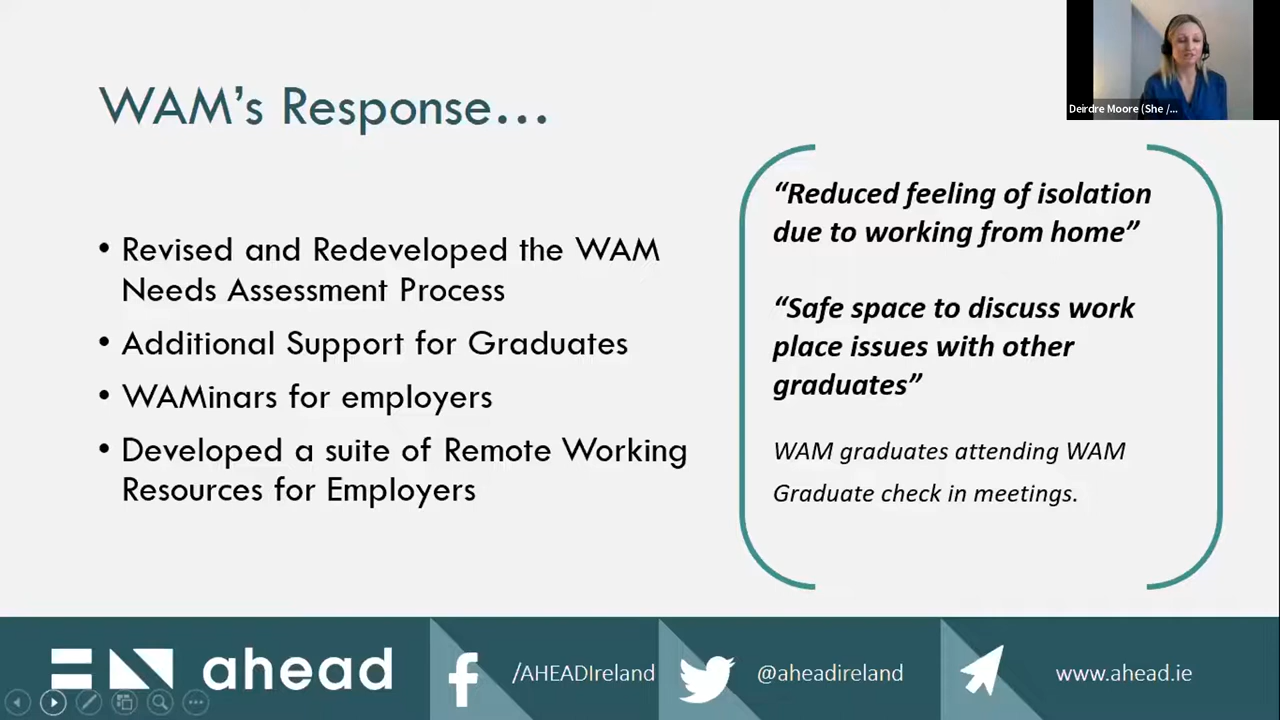 WAM's Response…
• Revised and Redeveloped the WAM
Needs Assessment Process
• Additional Support for Graduates
• WAMinars for employers
• Developed a suite of Remote Working
Resources for Employers
“Reduced feeling of isolation
due to working from home”
“Safe space to discuss work
place issues with other
graduates”
WAM graduates attending WAM
Graduate check in meetings.
Deirdre Moore (She /...
ahead
/AHEADIreland
@aheadireland
www.ahead.ie